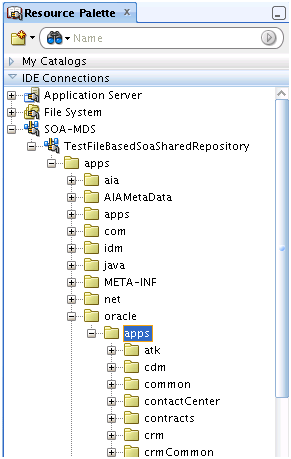 Resource Palette
Name
My Catalogs
IDE Connections
Application Server
File System
SOA-MDS
TestFileBasedSoaSharedRepository
apps
aia
AIAMetaData
apps
com
idm
java
META-INF
net
oracle
apps
atk
cdm
common
contactCenter
contracts
crm
crmCommon